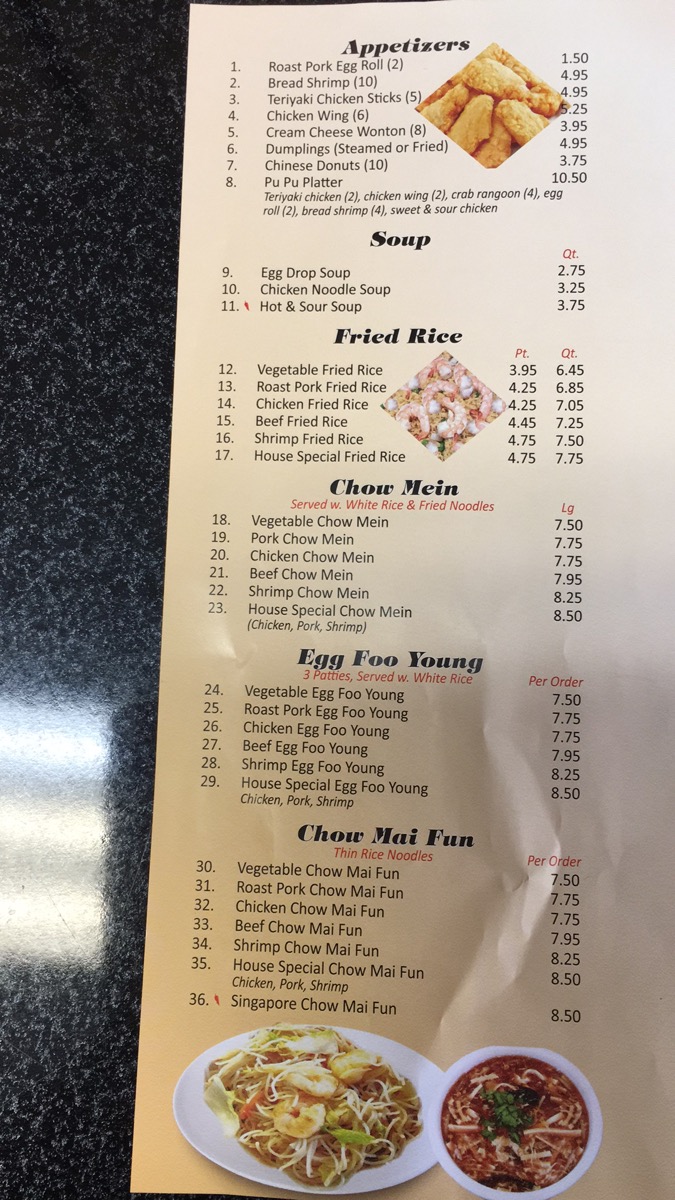 Appetizers
1. Roast Pork Egg Roll (2) 1.50
2. Bread Shrimp (10) 4.95
3. Teriyaki Chicken Sticks (5) 4.95
4. Chicken Wing (6) 5.25
5. Cream Cheese Wonton (8) 3.95
6. Dumplings (Steamed or Fried) 4.95
7. Chinese Donuts (10) 3.75
8. Pu Pu Platter 10.50
Teriyaki chicken (2), chicken wing (2), crab rangoon (4), egg
roll (2), bread shrimp (4), sweet & sour chicken
Soup
Qt.
9. Egg Drop Soup 2.75
10. Chicken Noodle Soup 3.25
11. Hot & Sour Soup 3.75
Fried Rice
Pt. Qt.
12. Vegetable Fried Rice 3.95 6.45
13. Roast Pork Fried Rice 4.25 6.85
14. Chicken Fried Rice 4.25 7.05
15. Beef Fried Rice 4.45 7.25
16. Shrimp Fried Rice 4.75 7.50
17. House Special Fried Rice 4.75 7.75
Chow Mein
Served w. White Rice & Fried Noodles Lg
18. Vegetable Chow Mein 7.50
19. Pork Chow Mein 7.75
20. Chicken Chow Mein 7.75
21. Beef Chow Mein 7.95
22. Shrimp Chow Mein 8.25
23. House Special Chow Mein 8.50
(Chicken, Pork, Shrimp)
Egg Foo Young
3 Patties, Served w. White Rice Per Order
24. Vegetable Egg Foo Young 7.50
25. Roast Pork Egg Foo Young 7.75
26. Chicken Egg Foo Young 7.75
27. Beef Egg Foo Young 7.95
28. Shrimp Egg Foo Young 8.25
29. House Special Egg Foo Young 8.50
Chicken, Pork, Shrimp
Chow Mai Fun
Thin Rice Noodles Per Order
30. Vegetable Chow Mai Fun 7.50
31. Roast Pork Chow Mai Fun 7.75
32. Chicken Chow Mai Fun 7.75
33. Beef Chow Mai Fun 7.95
34. Shrimp Chow Mai Fun 8.25
35. House Special Chow Mai Fun 8.50
Chicken, Pork, Shrimp
36. Singapore Chow Mai Fun 8.50